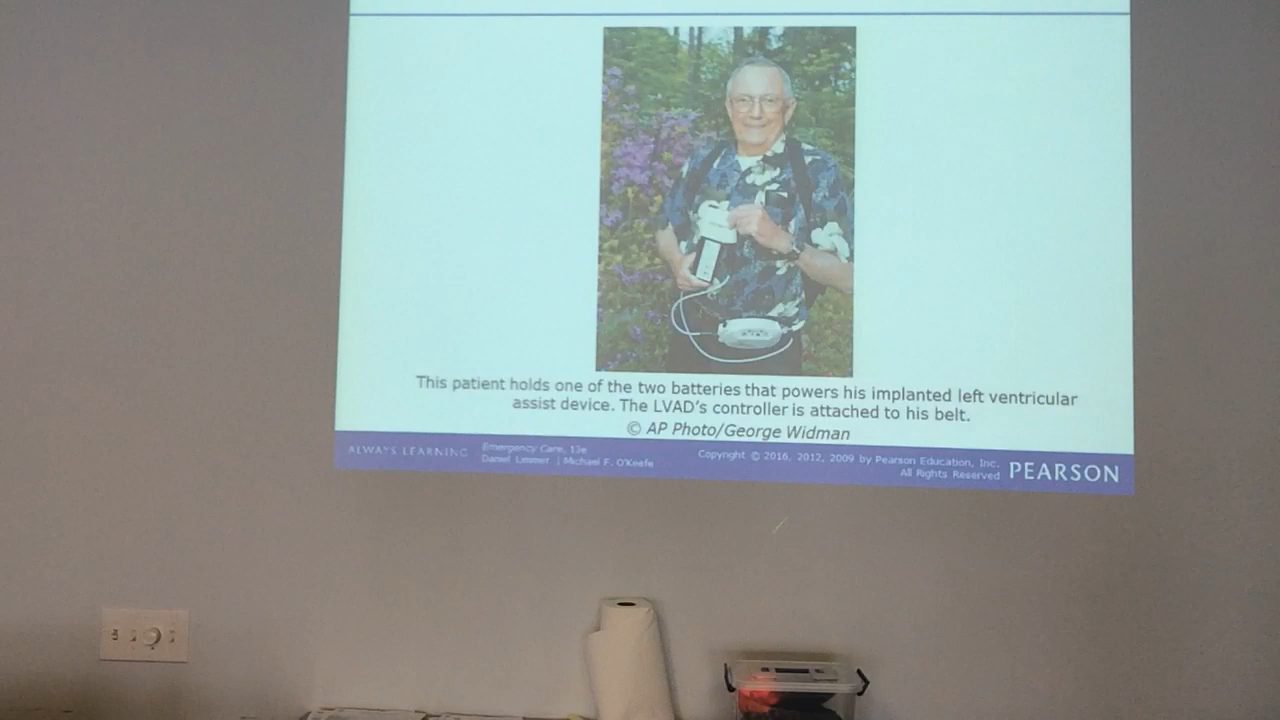 This patient holds one of the two batteries that powers his implanted left ventricular
assist device. The LVAD's controller is attached to his belt.
© AP Photo/George Widman
ALWAYS LEARNING
Emergency Care, 13e
Daniel Limmer | Michael F. O'Keefe
Copyright © 2016, 2012, 2009 by Pearson Education, Inc.
All Rights Reserved
PEARSON